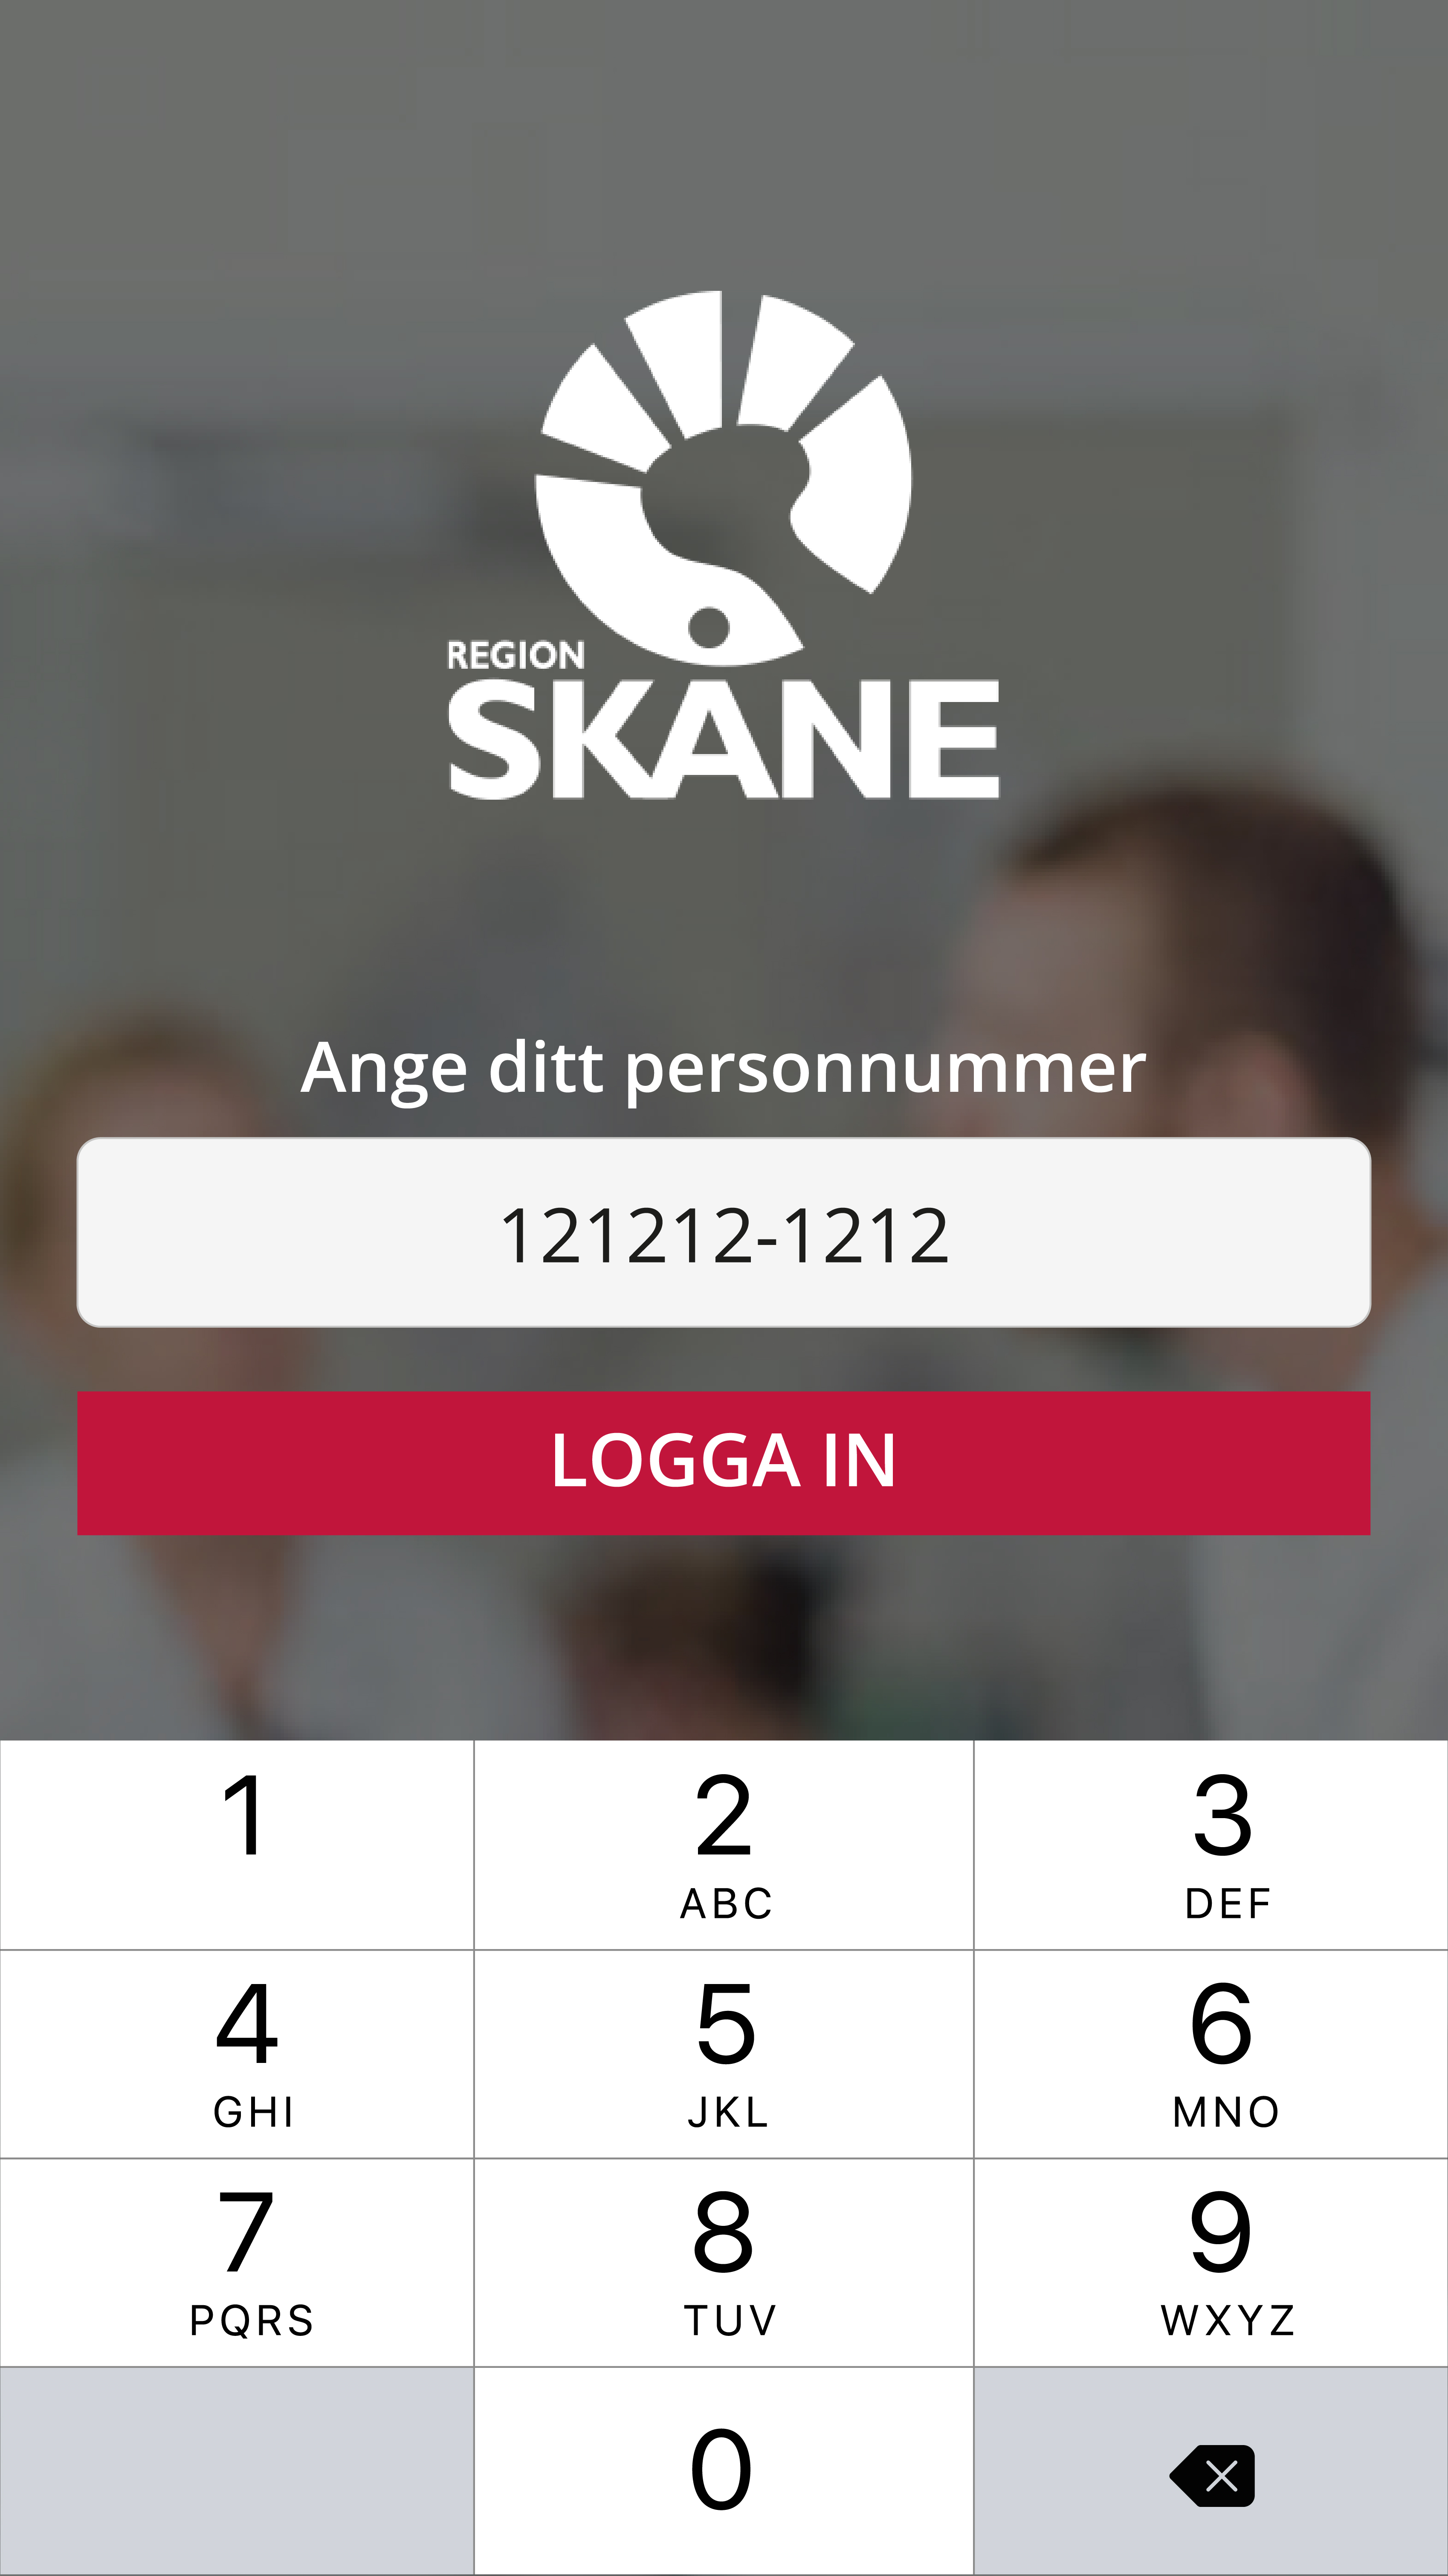 REGION
SKÅNE
Ange ditt personnummer
121212-1212
LOGGA IN
1 2 3
ABC DEF
4 5 6
GHI JKL MNO
7 8 9
PQRS TUV WXYZ
0